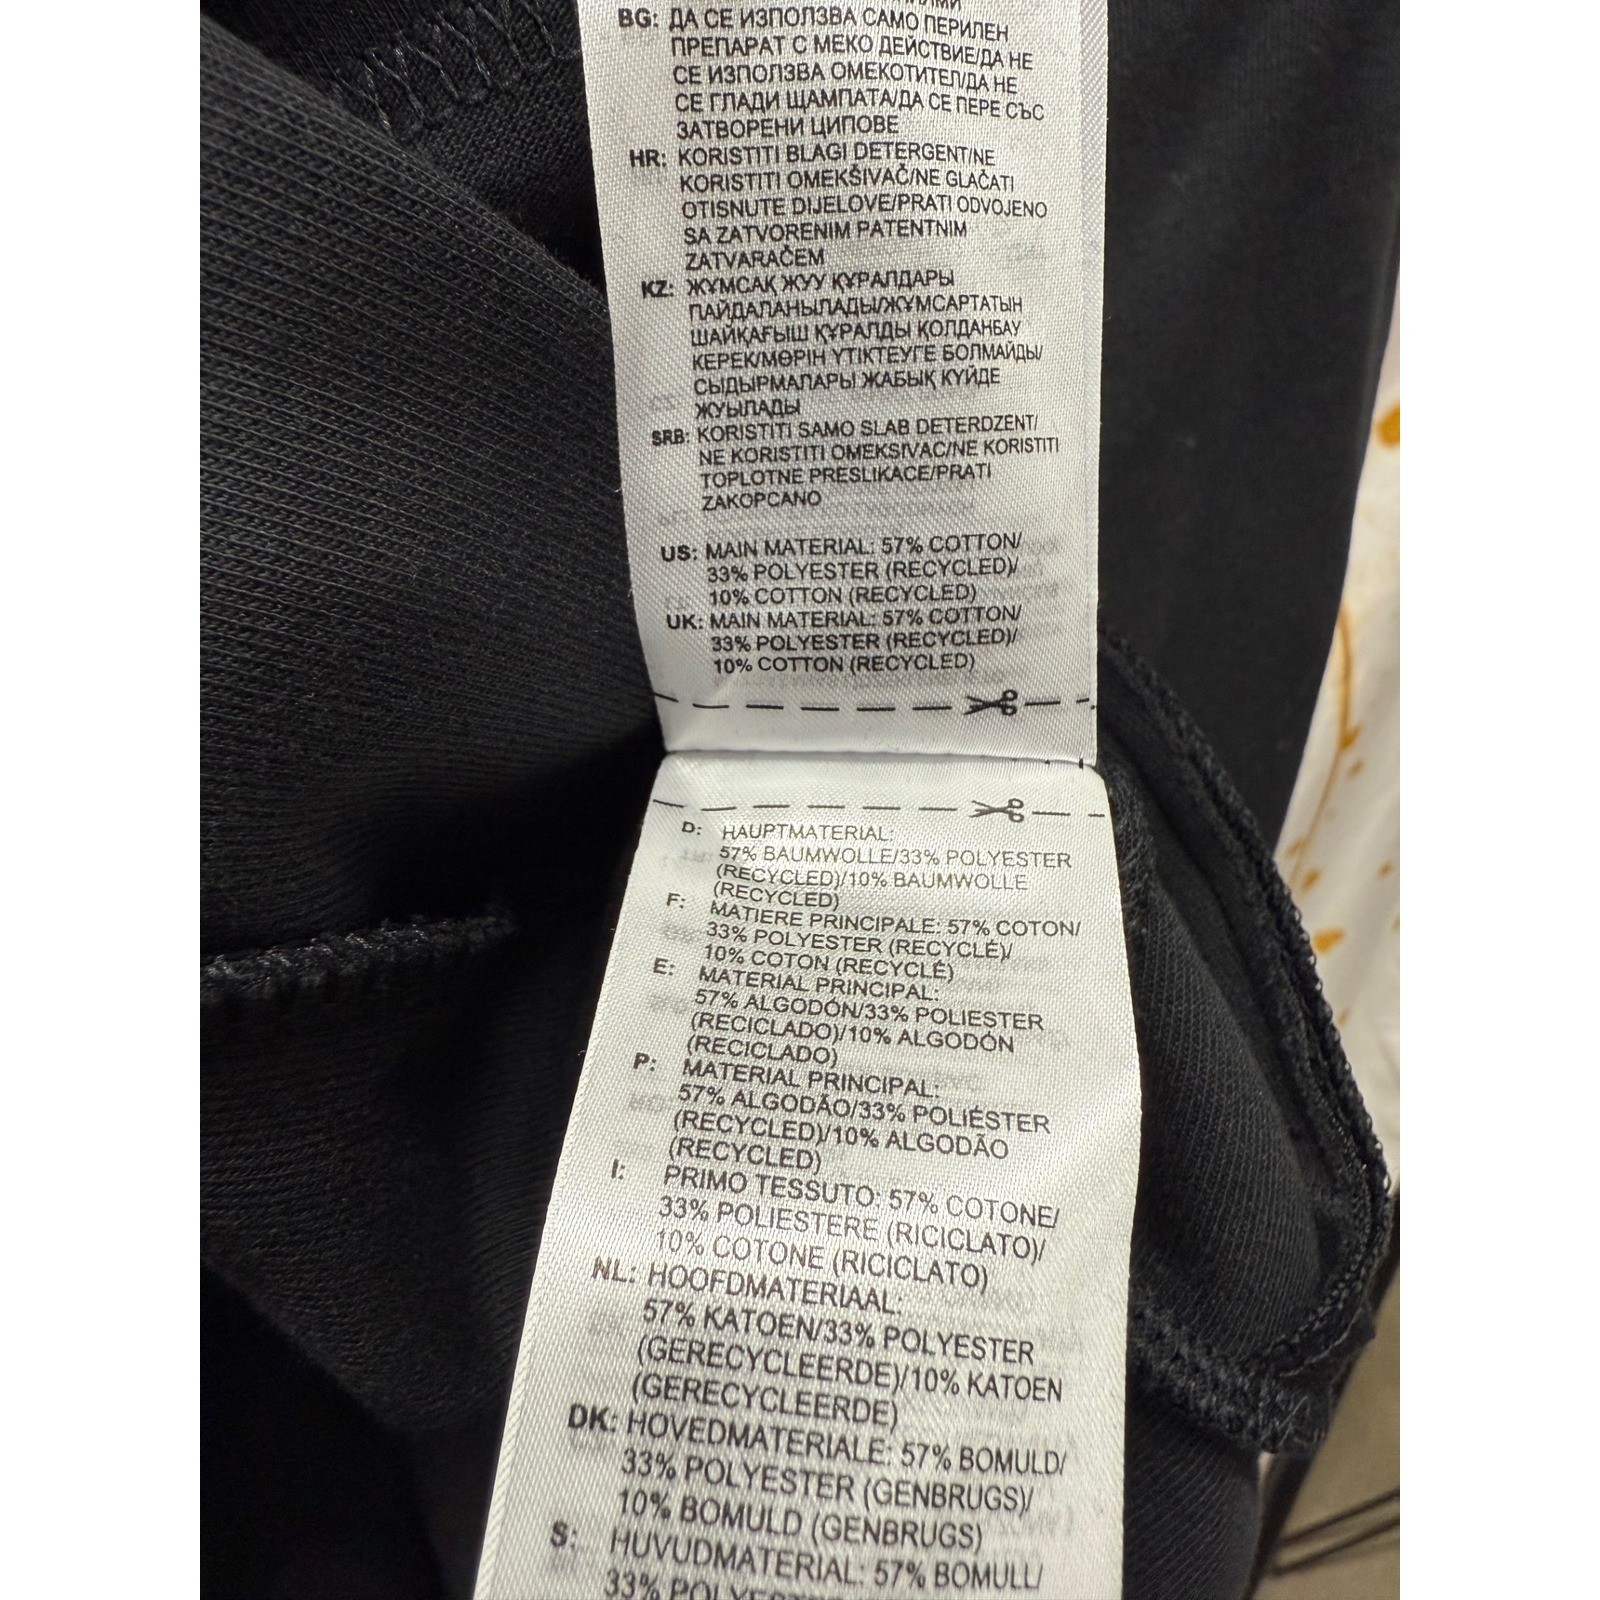 BG: ДА СЕ ИЗПОЛЗВА САМО ПЕРИЛЕН
ПРЕПАРАТ С МЕКО ДЕЙСТВИЕ/ДА НЕ
СЕ ИЗПОЛЗВА ОМЕКОТИТЕЛ/ДА НЕ
СЕ ГЛАДИ ЩАМПАТА/ДА СЕ ПЕРЕ СЪС
ЗАТВОРЕНИ ЦИПОВЕ
HR: KORISTITI BLAGI DETERGENT/NE
KORISTITI OMEKŠIVAČ/NE GLAČATI
OTISNUTE DIJELOVE/PRATI ODVOJENO
SA ZATVORENIM PATENTNIM
ZATVARAČEM
KZ: ЖҰМСАҚ ЖУУ ҚҰРАЛДАРЫ
ПАЙДАЛАНЫЛАДЫ/ЖҰМСАРТАТЫН
ШАЙҚАҒЫШ ҚҰРАЛДЫ ҚОЛДАНБАУ
КЕРЕК/МӨРІН ҮТІКТЕУГЕ БОЛМАЙДЫ/
СЫДЫРМАЛАРЫ ЖАБЫҚ КҮЙДЕ
ЖУЫЛАДЫ
SRB: KORISTITI SAMO SLAB DETERDZENT/
NE KORISTITI OMEKSIVAC/NE KORISTITI
TOPLOTNE PRESLIKACE/PRATI
ZAKOPCANO
US: MAIN MATERIAL: 57% COTTON/
33% POLYESTER (RECYCLED)/
10% COTTON (RECYCLED)
UK: MAIN MATERIAL: 57% COTTON/
33% POLYESTER (RECYCLED)/
10% COTTON (RECYCLED)
D: HAUPTMATERIAL:
57% BAUMWOLLE/33% POLYESTER
(RECYCLED)/10% BAUMWOLLE
(RECYCLED)
F: MATIERE PRINCIPALE: 57% COTON/
33% POLYESTER (RECYCLÉ)/
10% COTON (RECYCLÉ)
E: MATERIAL PRINCIPAL:
57% ALGODÓN/33% POLIESTER
(RECICLADO)/10% ALGODÓN
(RECICLADO)
P: MATERIAL PRINCIPAL:
57% ALGODÃO/33% POLIÉSTER
(RECYCLED)/10% ALGODÃO
(RECYCLED)
I: PRIMO TESSUTO: 57% COTONE/
33% POLIESTERE (RICICLATO)/
10% COTONE (RICICLATO)
NL: HOOFDMATERIAAL:
57% KATOEN/33% POLYESTER
(GERECYCLEERDE)/10% KATOEN
(GERECYCLEERDE)
DK: HOVEDMATERIALE: 57% BOMULD/
33% POLYESTER (GENBRUGS)/
10% BOMULD (GENBRUGS)
S: HUVUDMATERIAL: 57% BOMULL/
33% POLYESTER